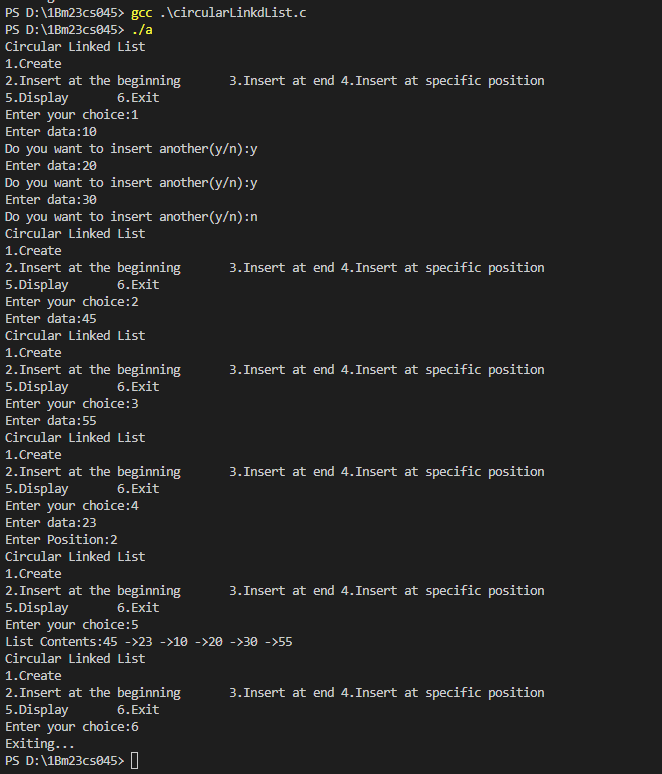 PS D:\1Bm23cs045> gcc .\circularLinkdList.c
PS D:\1Bm23cs045> ./a
Circular Linked List
1.Create
2.Insert at the beginning       3.Insert at end 4.Insert at specific position
5.Display       6.Exit
Enter your choice:1
Enter data:10
Do you want to insert another(y/n):y
Enter data:20
Do you want to insert another(y/n):y
Enter data:30
Do you want to insert another(y/n):n
Circular Linked List
1.Create
2.Insert at the beginning       3.Insert at end 4.Insert at specific position
5.Display       6.Exit
Enter your choice:2
Enter data:45
Circular Linked List
1.Create
2.Insert at the beginning       3.Insert at end 4.Insert at specific position
5.Display       6.Exit
Enter your choice:3
Enter data:55
Circular Linked List
1.Create
2.Insert at the beginning       3.Insert at end 4.Insert at specific position
5.Display       6.Exit
Enter your choice:4
Enter data:23
Enter Position:2
Circular Linked List
1.Create
2.Insert at the beginning       3.Insert at end 4.Insert at specific position
5.Display       6.Exit
Enter your choice:5
List Contents:45 ->23 ->10 ->20 ->30 ->55
Circular Linked List
1.Create
2.Insert at the beginning       3.Insert at end 4.Insert at specific position
5.Display       6.Exit
Enter your choice:6
Exiting...
PS D:\1Bm23cs045>